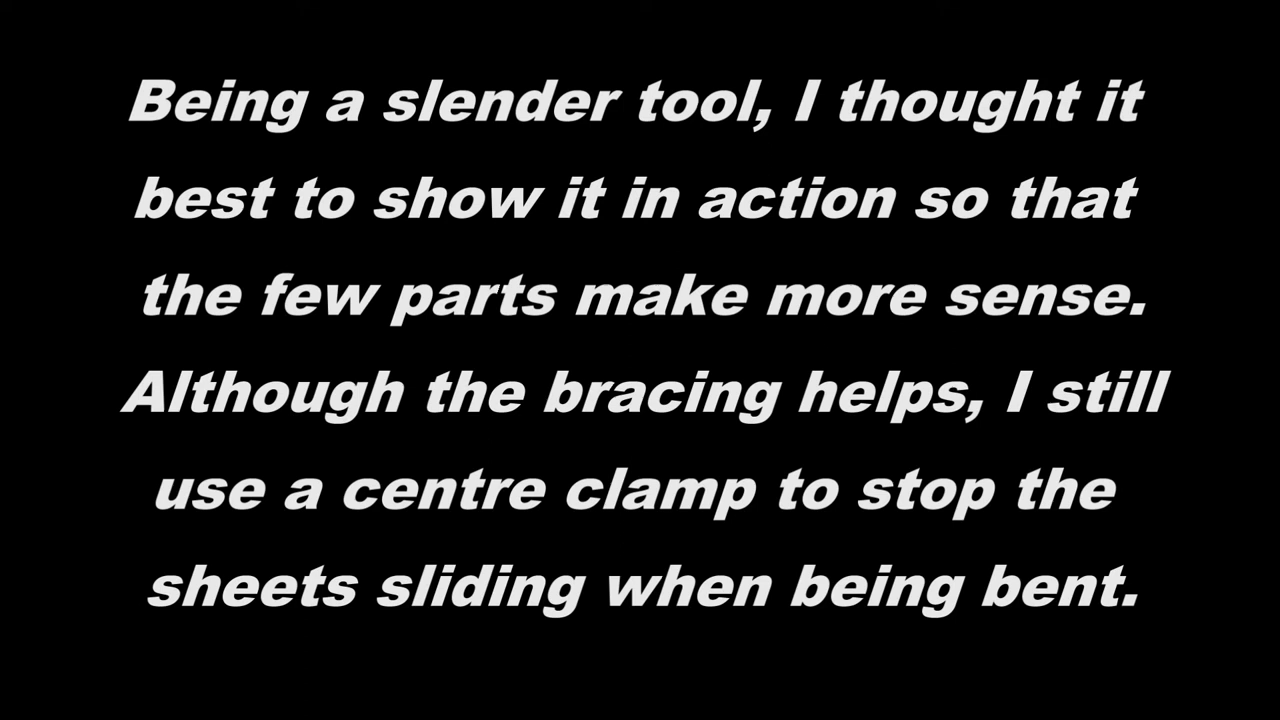 Being a slender tool, I thought it
best to show it in action so that
the few parts make more sense.
Although the bracing helps, I still
use a centre clamp to stop the
sheets sliding when being bent.